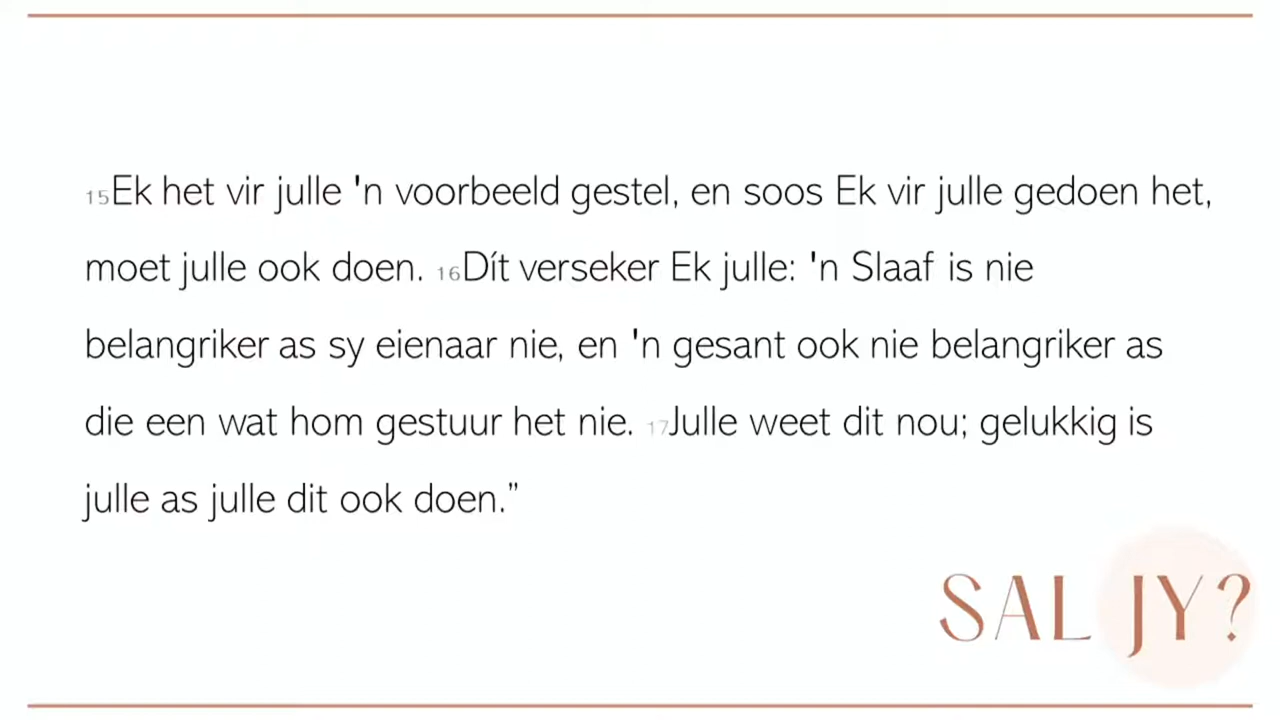 15Ek het vir julle 'n voorbeeld gestel, en soos Ek vir julle gedoen het,
moet julle ook doen. 16Dít verseker Ek julle: 'n Slaaf is nie
belangriker as sy eienaar nie, en 'n gesant ook nie belangriker as
die een wat hom gestuur het nie. 17Julle weet dit nou; gelukkig is
julle as julle dit ook doen.”
SAL JY?